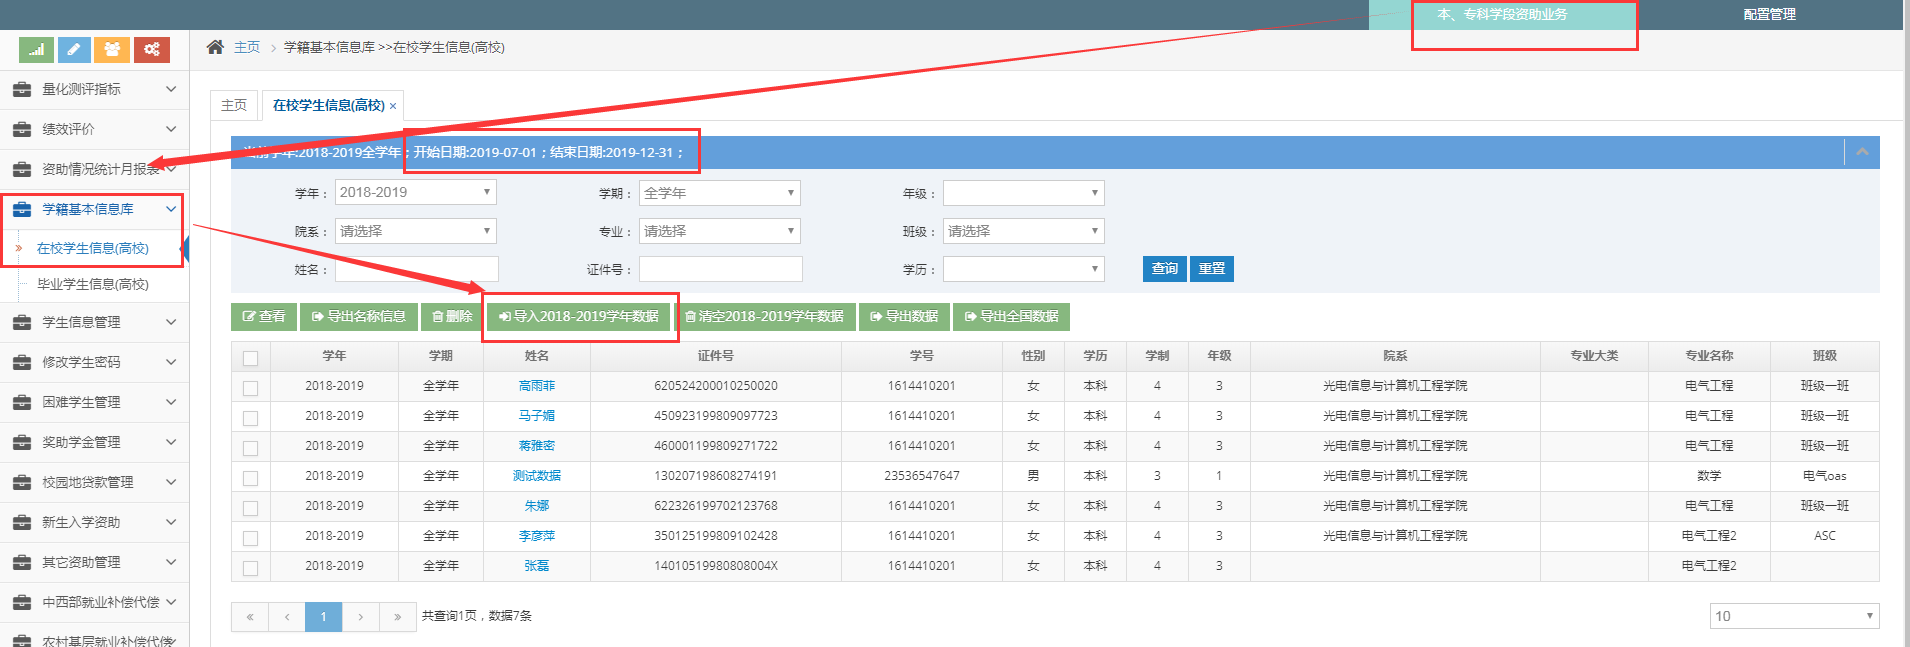 本、专科学段资助业务
配置管理
主页 学籍基本信息库 >>在校学生信息(高校)
量化测评指标
绩效评价
资助情况统计月报表
学籍基本信息库
在校学生信息(高校)
毕业学生信息(高校)
学生信息管理
修改学生密码
困难学生管理
奖助学金管理
校园地贷款管理
新生入学资助
其它资助管理
中西部就业补偿代偿
农村基层就业补偿代偿
主页 在校学生信息(高校) ×
当前学年:2018-2019全学年；开始日期:2019-07-01；结束日期:2019-12-31；
学年： 2018-2019 学期： 全学年 年级：
院系： 请选择 专业： 请选择 班级： 请选择
姓名： 证件号： 学历： 查询 重置
查看 导出名称信息 删除 导入2018-2019学年数据 清空2018-2019学年数据 导出数据 导出全国数据
学年 学期 姓名 证件号 学号 性别 学历 学制 年级 院系 专业大类 专业名称 班级
2018-2019 全学年 高雨菲 620524200010250020 1614410201 女 本科 4 3 光电信息与计算机工程学院 电气工程 班级一班
2018-2019 全学年 马子媚 450923199809097723 1614410201 女 本科 4 3 光电信息与计算机工程学院 电气工程 班级一班
2018-2019 全学年 蒋雅密 460001199809271722 1614410201 女 本科 4 3 光电信息与计算机工程学院 电气工程 班级一班
2018-2019 全学年 测试数据 130207198608274191 23536547647 男 本科 3 1 光电信息与计算机工程学院 数学 电气oas
2018-2019 全学年 朱娜 622326199702123768 1614410201 女 本科 4 3 光电信息与计算机工程学院 电气工程 班级一班
2018-2019 全学年 李彦萍 350125199809102428 1614410201 女 本科 4 3 光电信息与计算机工程学院 电气工程2 ASC
2018-2019 全学年 张磊 14010519980808004X 1614410201 女 本科 4 3 电气工程2
« ‹ 1 › » 共查询1页，数据7条 10